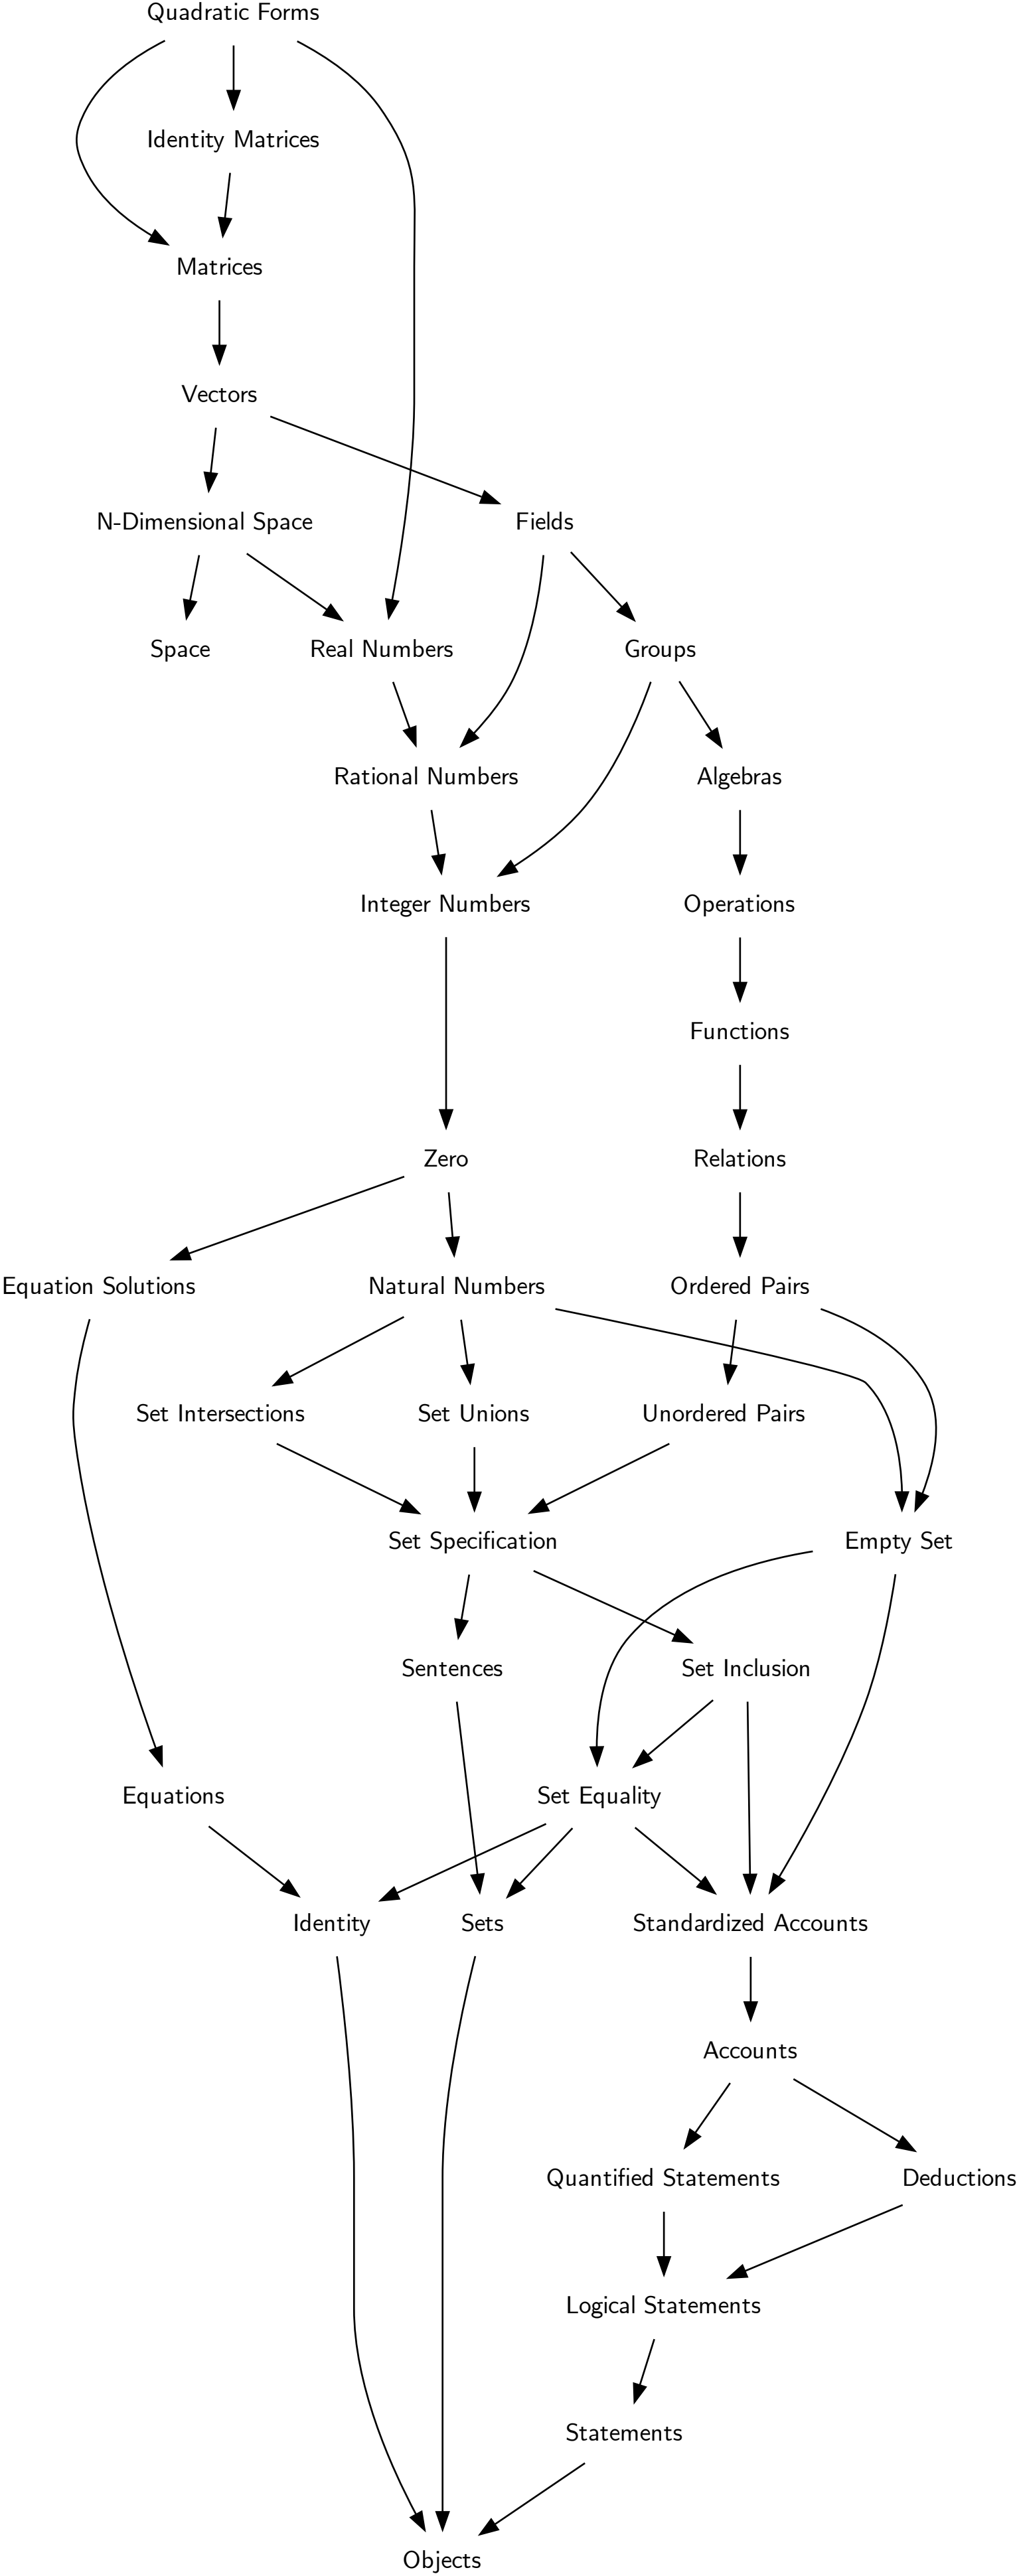 Quadratic Forms
Identity Matrices
Matrices
Vectors
N-Dimensional Space
Fields
Space
Real Numbers
Groups
Rational Numbers
Algebras
Integer Numbers
Operations
Functions
Zero
Relations
Equation Solutions
Natural Numbers
Ordered Pairs
Set Intersections
Set Unions
Unordered Pairs
Set Specification
Empty Set
Sentences
Set Inclusion
Equations
Set Equality
Identity
Sets
Standardized Accounts
Accounts
Quantified Statements
Deductions
Logical Statements
Statements
Objects